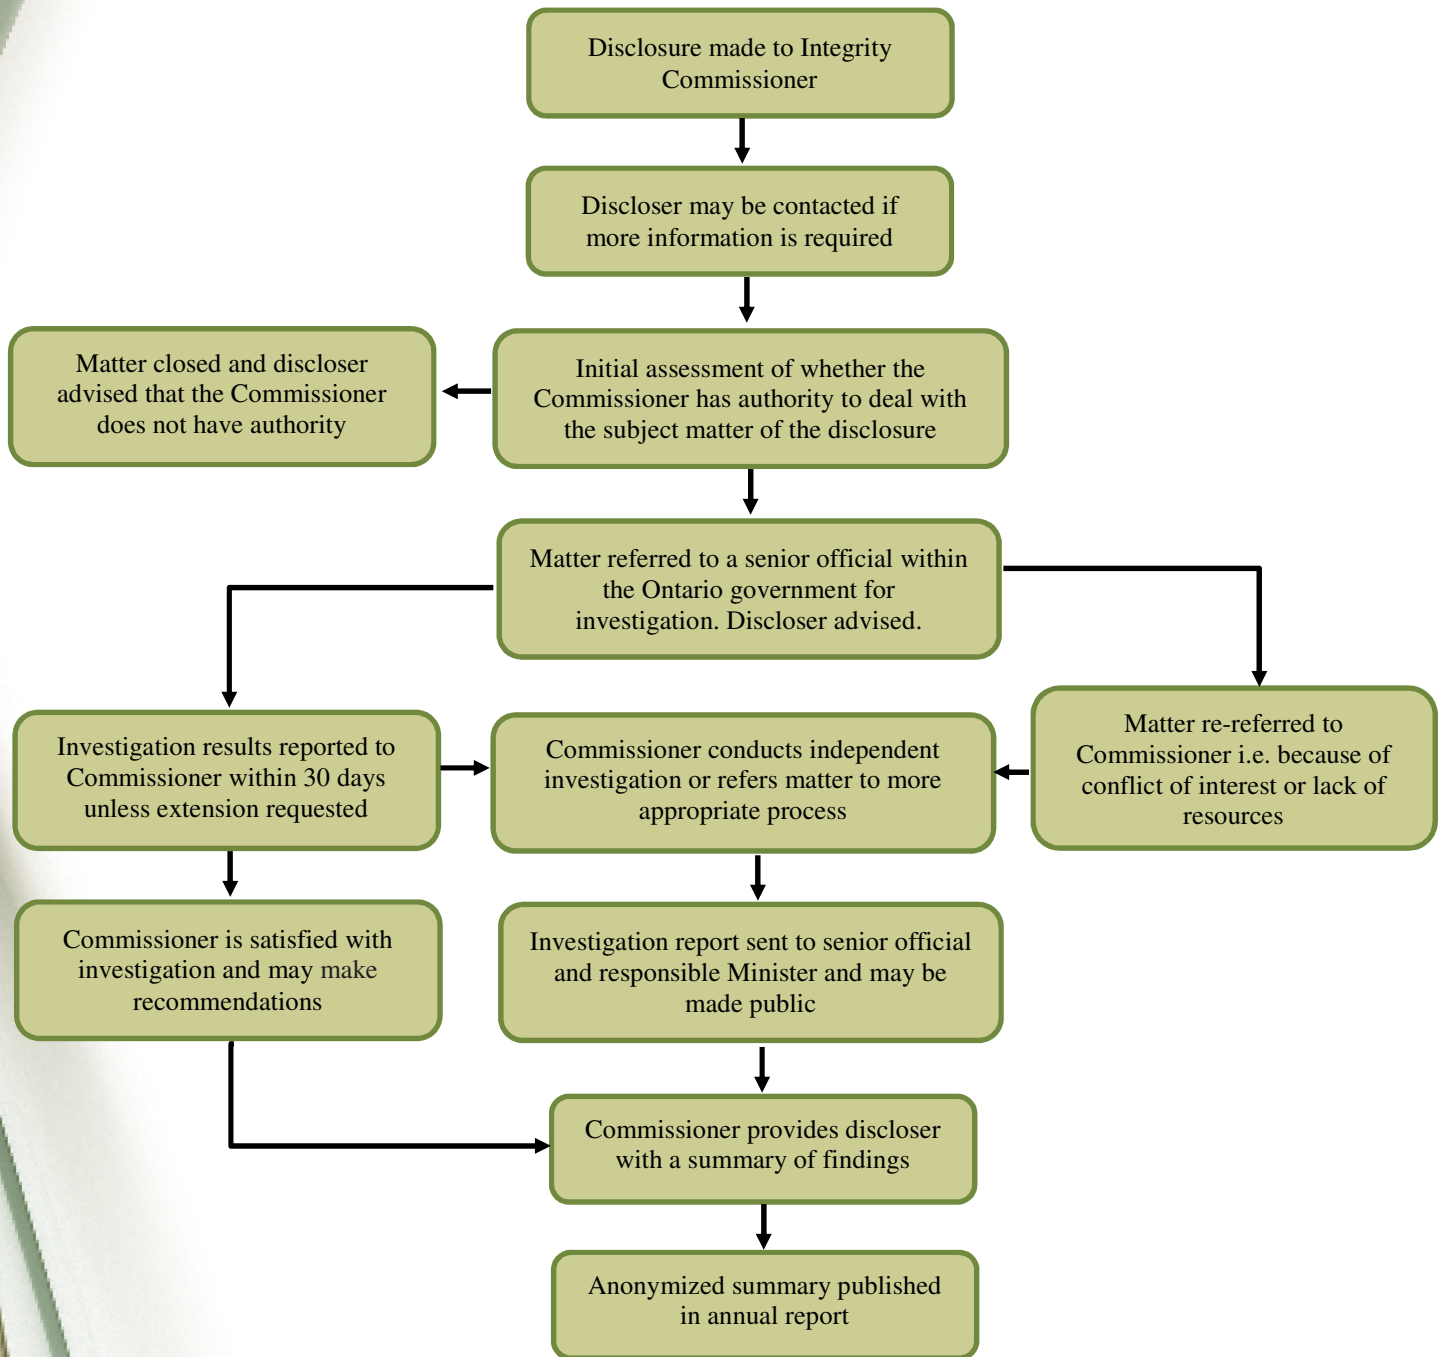 Disclosure made to Integrity
Commissioner
Discloser may be contacted if
more information is required
Matter closed and discloser
advised that the Commissioner
does not have authority
Initial assessment of whether the
Commissioner has authority to deal with
the subject matter of the disclosure
Matter referred to a senior official within
the Ontario government for
investigation. Discloser advised.
Investigation results reported to
Commissioner within 30 days
unless extension requested
Commissioner conducts independent
investigation or refers matter to more
appropriate process
Matter re-referred to
Commissioner i.e. because of
conflict of interest or lack of
resources
Commissioner is satisfied with
investigation and may make
recommendations
Investigation report sent to senior official
and responsible Minister and may be
made public
Commissioner provides discloser
with a summary of findings
Anonymized summary published
in annual report